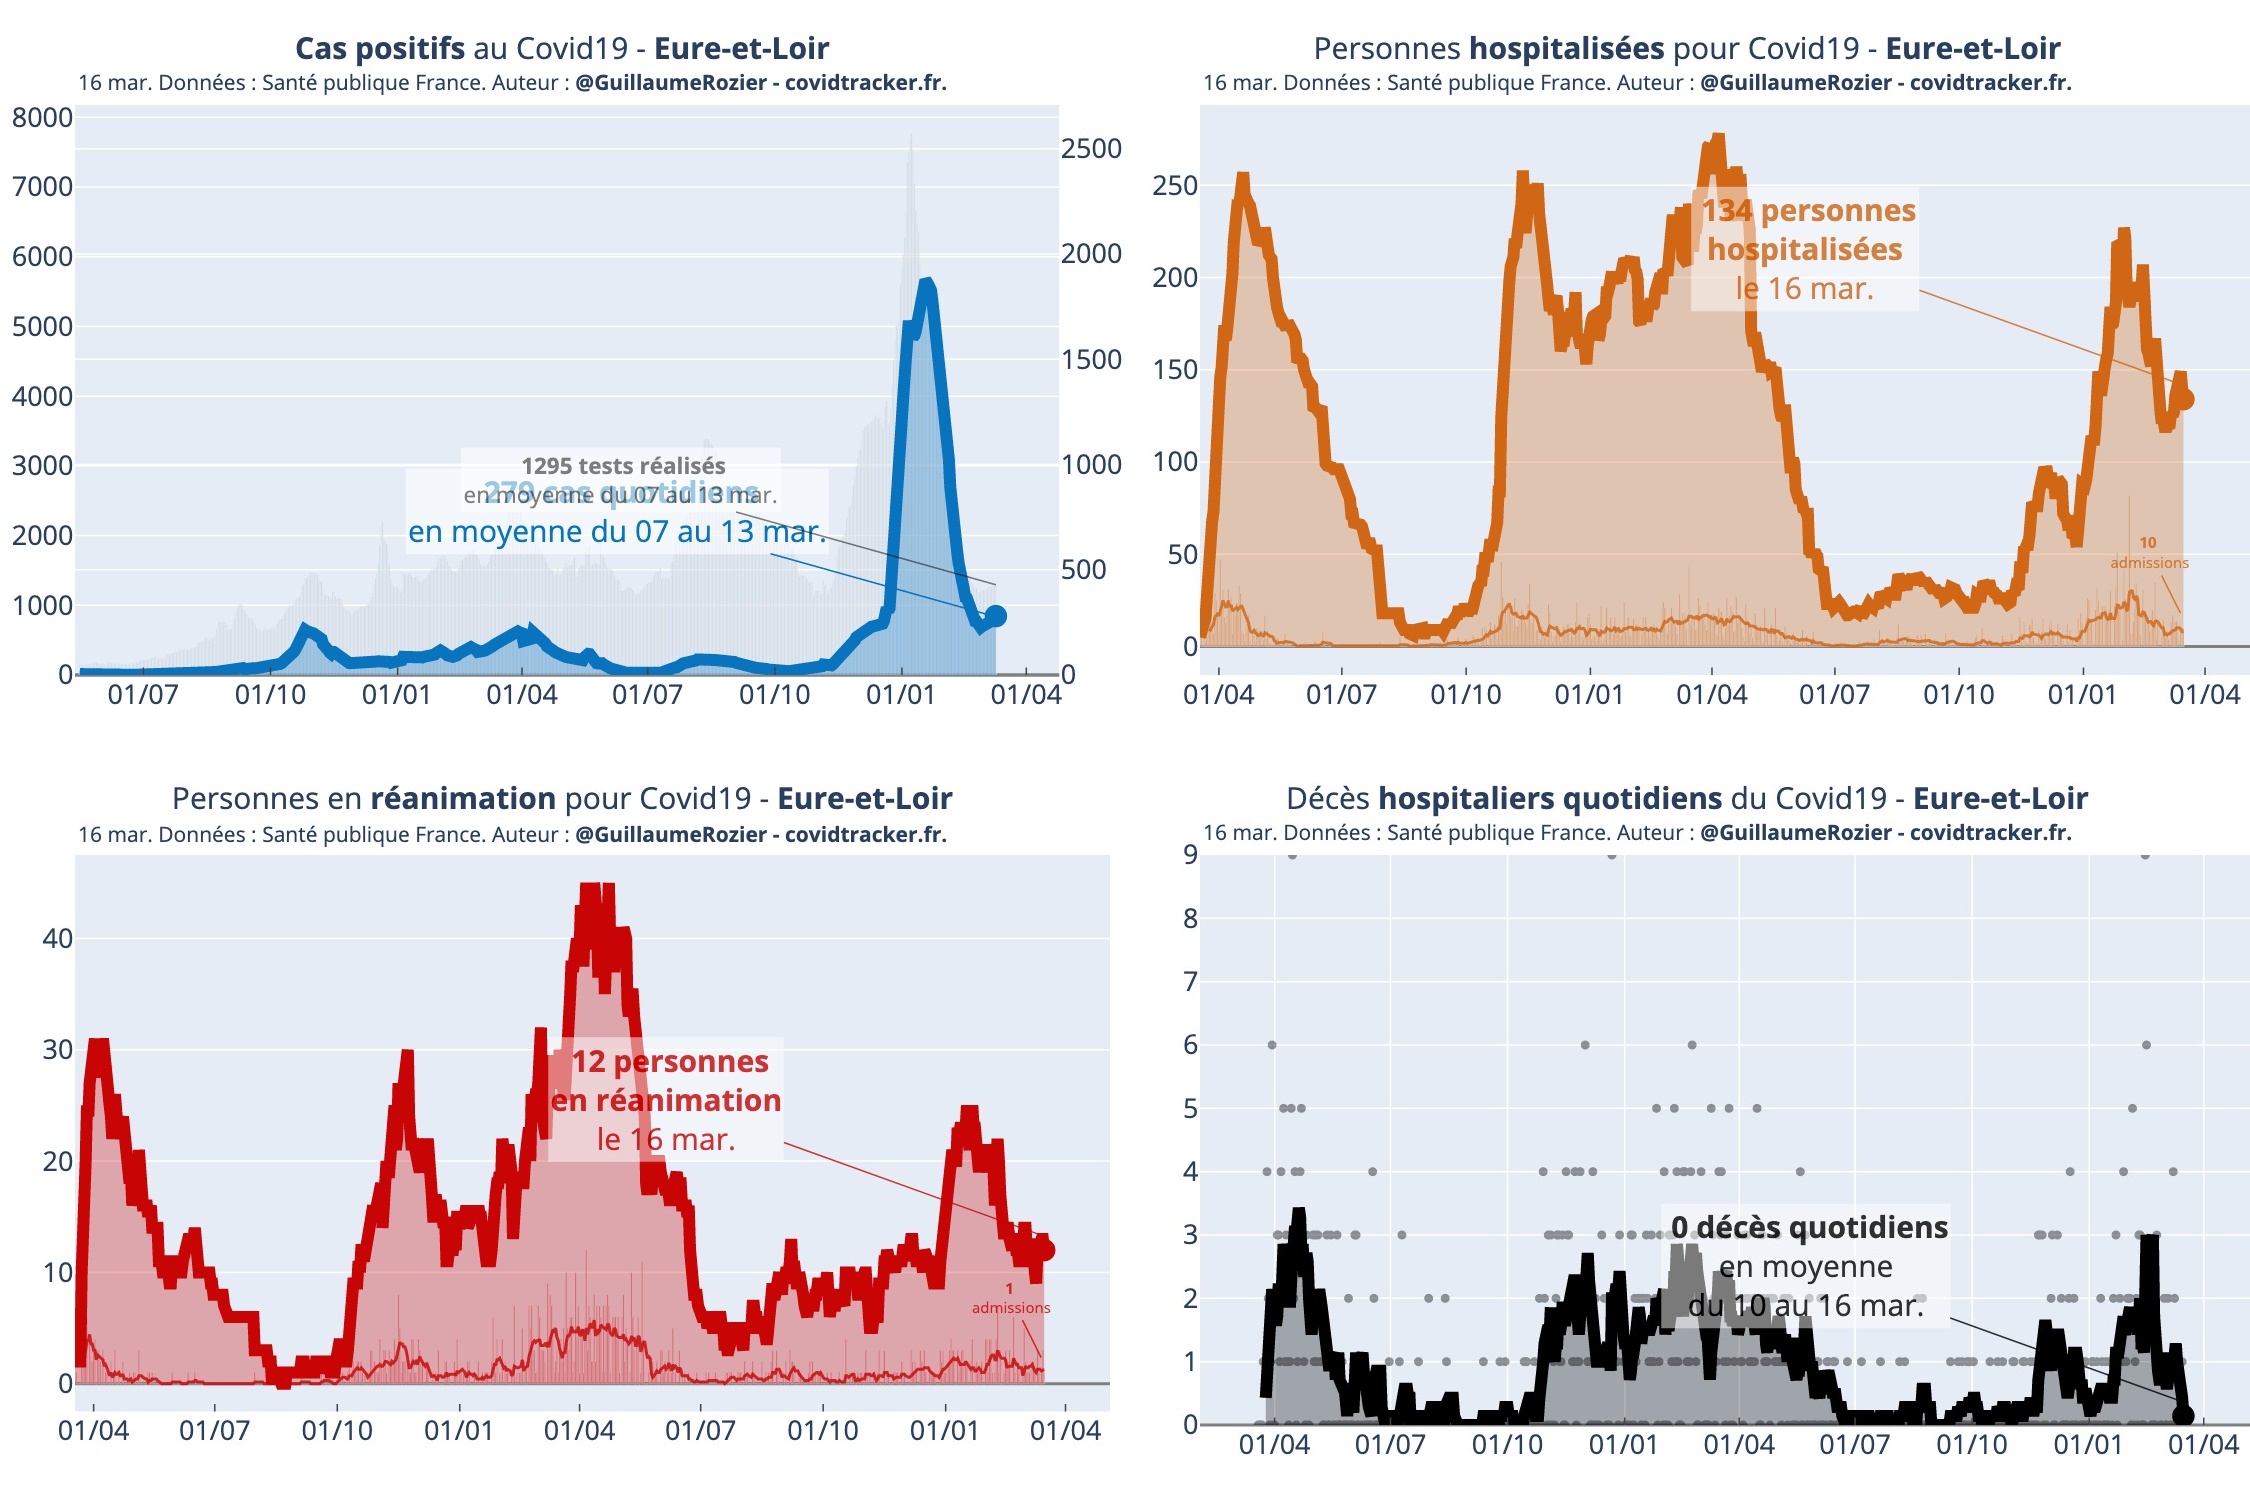 Cas positifs au Covid19 - Eure-et-Loir
16 mar. Données : Santé publique France. Auteur : @GuillaumeRozier - covidtracker.fr.
8000
7000
6000
5000
4000
3000
2000
1000
0
2500
2000
1500
1000
500
0
1295 tests réalisés
en moyenne du 07 au 13 mar.
279 cas quotidiens
en moyenne du 07 au 13 mar.
01/07 01/10 01/01 01/04 01/07 01/10 01/01 01/04
Personnes hospitalisées pour Covid19 - Eure-et-Loir
16 mar. Données : Santé publique France. Auteur : @GuillaumeRozier - covidtracker.fr.
250
200
150
100
50
0
134 personnes
hospitalisées
le 16 mar.
10
admissions
01/04 01/07 01/10 01/01 01/04 01/07 01/10 01/01 01/04
Personnes en réanimation pour Covid19 - Eure-et-Loir
16 mar. Données : Santé publique France. Auteur : @GuillaumeRozier - covidtracker.fr.
40
30
20
10
0
12 personnes
en réanimation
le 16 mar.
1
admissions
01/04 01/07 01/10 01/01 01/04 01/07 01/10 01/01 01/04
Décès hospitaliers quotidiens du Covid19 - Eure-et-Loir
16 mar. Données : Santé publique France. Auteur : @GuillaumeRozier - covidtracker.fr.
9
8
7
6
5
4
3
2
1
0
0 décès quotidiens
en moyenne
du 10 au 16 mar.
01/04 01/07 01/10 01/01 01/04 01/07 01/10 01/01 01/04